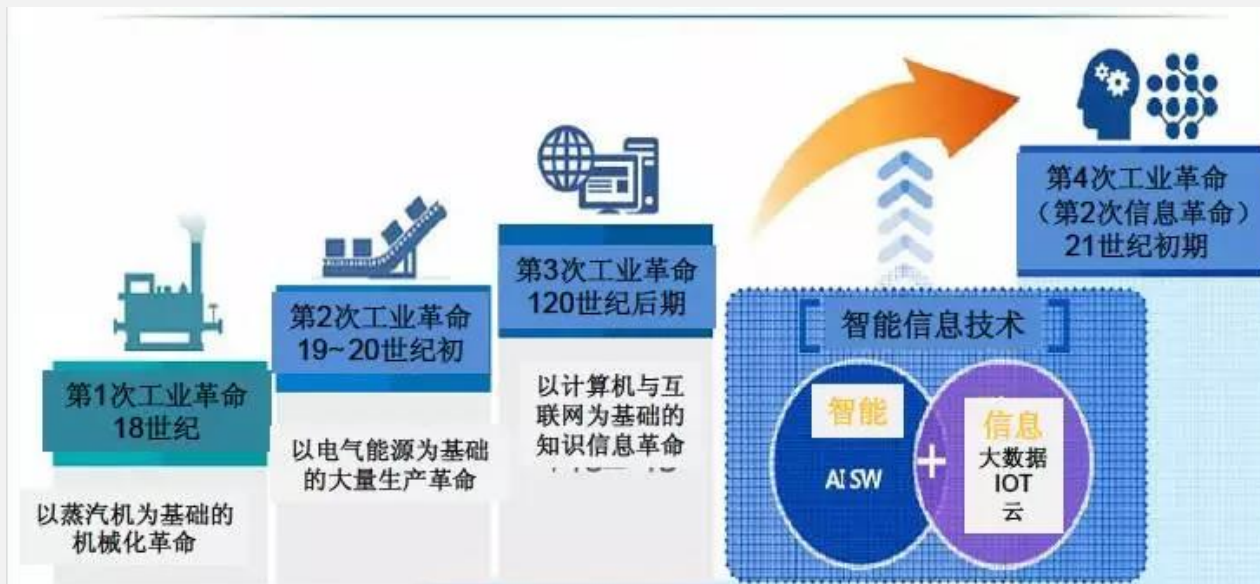 第1次工业革命
18世纪
以蒸汽机为基础的
机械化革命
第2次工业革命
19~20世纪初
以电气能源为基础
的大量生产革命
第3次工业革命
120世纪后期
以计算机与互
联网为基础的
知识信息革命
[智能信息技术]
智能
AI SW
+
信息
大数据
IOT
云
第4次工业革命
（第2次信息革命）
21世纪初期